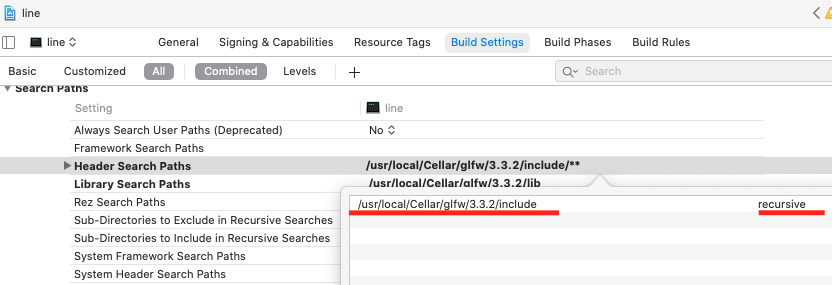 line
line
General Signing & Capabilities Resource Tags Build Settings Build Phases Build Rules
Basic Customized All Combined Levels + Search
Search Paths
Setting line
Always Search User Paths (Deprecated) No
Framework Search Paths
Header Search Paths /usr/local/Cellar/glfw/3.3.2/include/**
Library Search Paths /usr/local/Cellar/glfw/3.3.2/lib
Rez Search Paths
/usr/local/Cellar/glfw/3.3.2/include recursive
Sub-Directories to Exclude in Recursive Searches
Sub-Directories to Include in Recursive Searches
System Framework Search Paths
System Header Search Paths